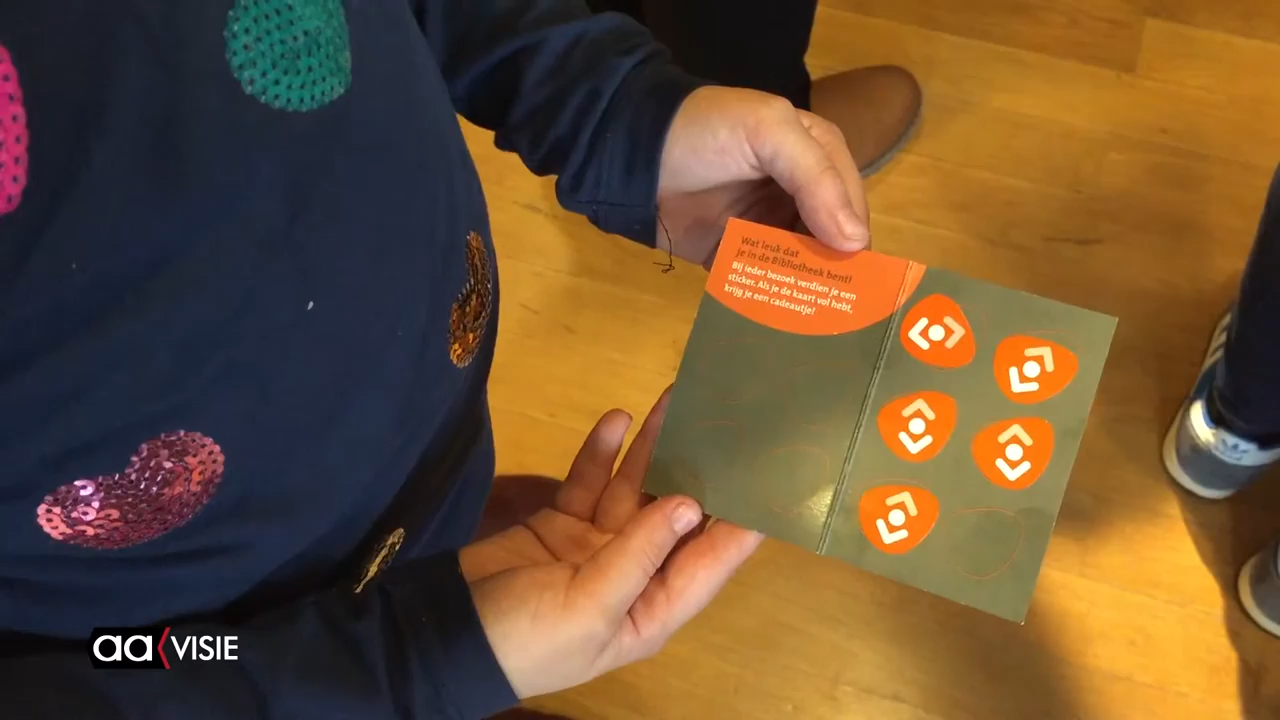 Wat leuk dat
je in de Bibliotheek bent!
Bij ieder bezoek verdien je een
sticker. Als je de kaart vol hebt,
krijg je een cadeautje!
aa VISIE